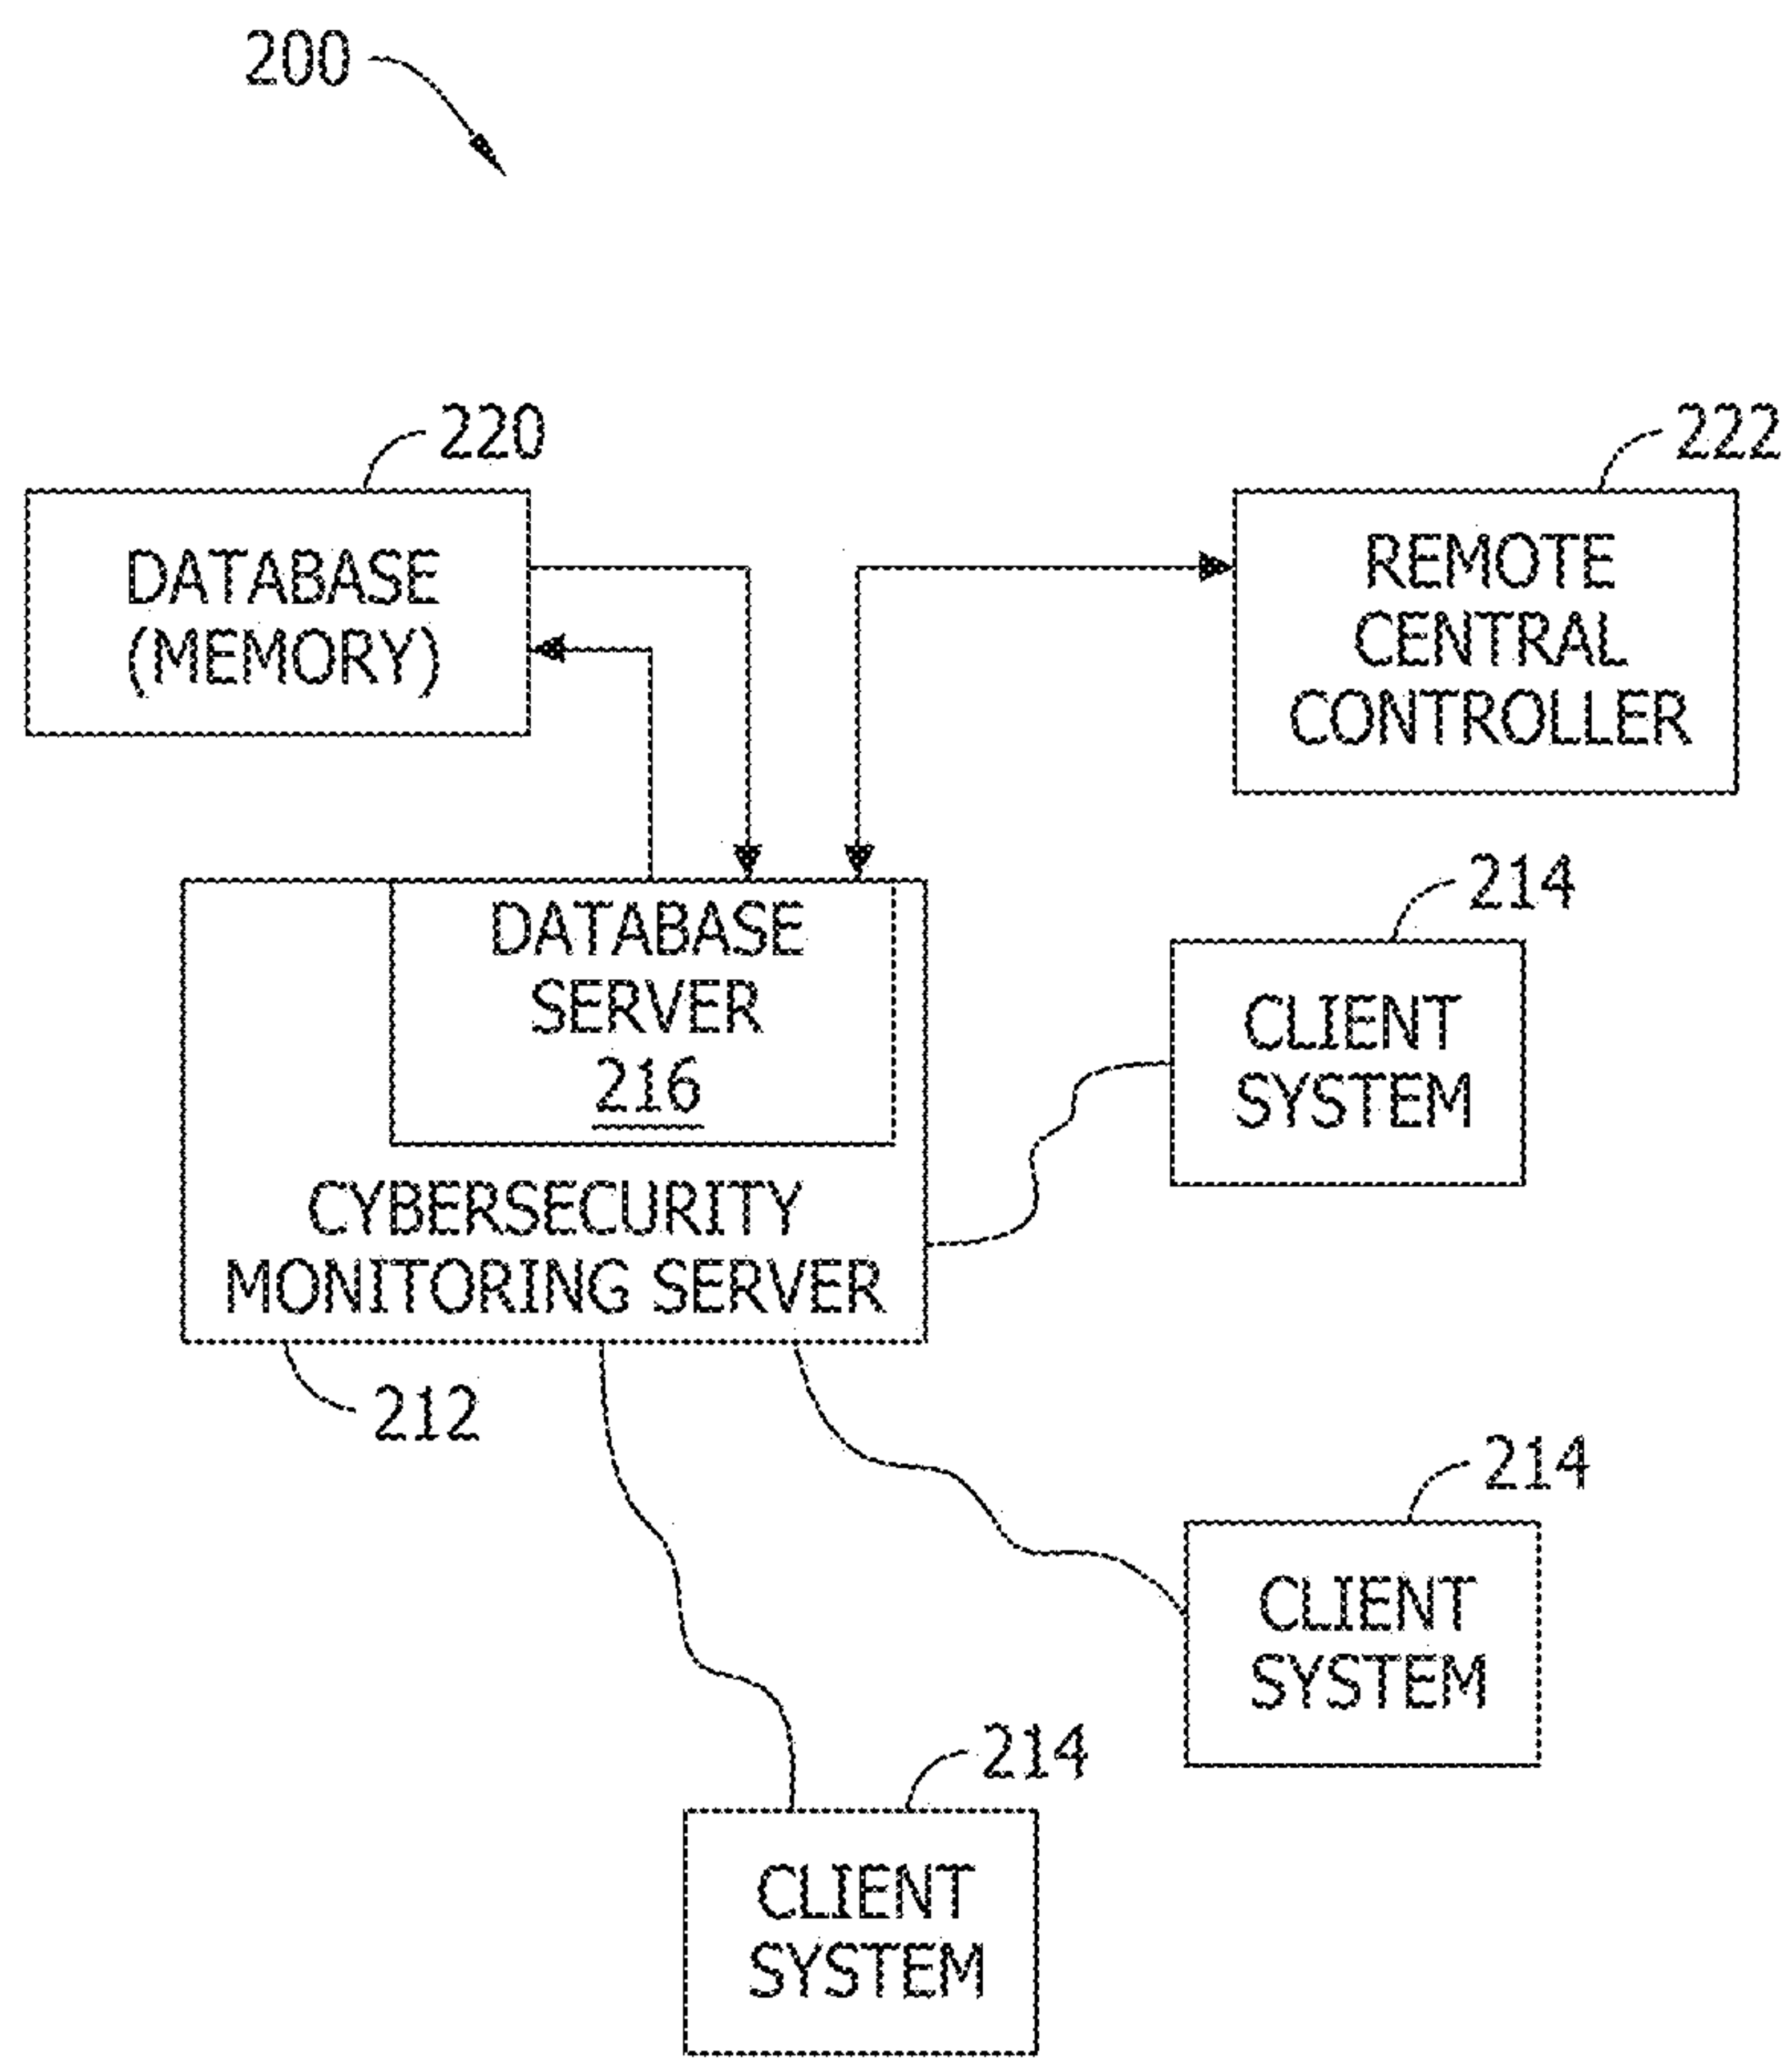 200
220
DATABASE
(MEMORY)
222
REMOTE
CENTRAL
CONTROLLER
DATABASE
SERVER
216
CYBERSECURITY
MONITORING SERVER
212
214
CLIENT
SYSTEM
214
CLIENT
SYSTEM
214
CLIENT
SYSTEM